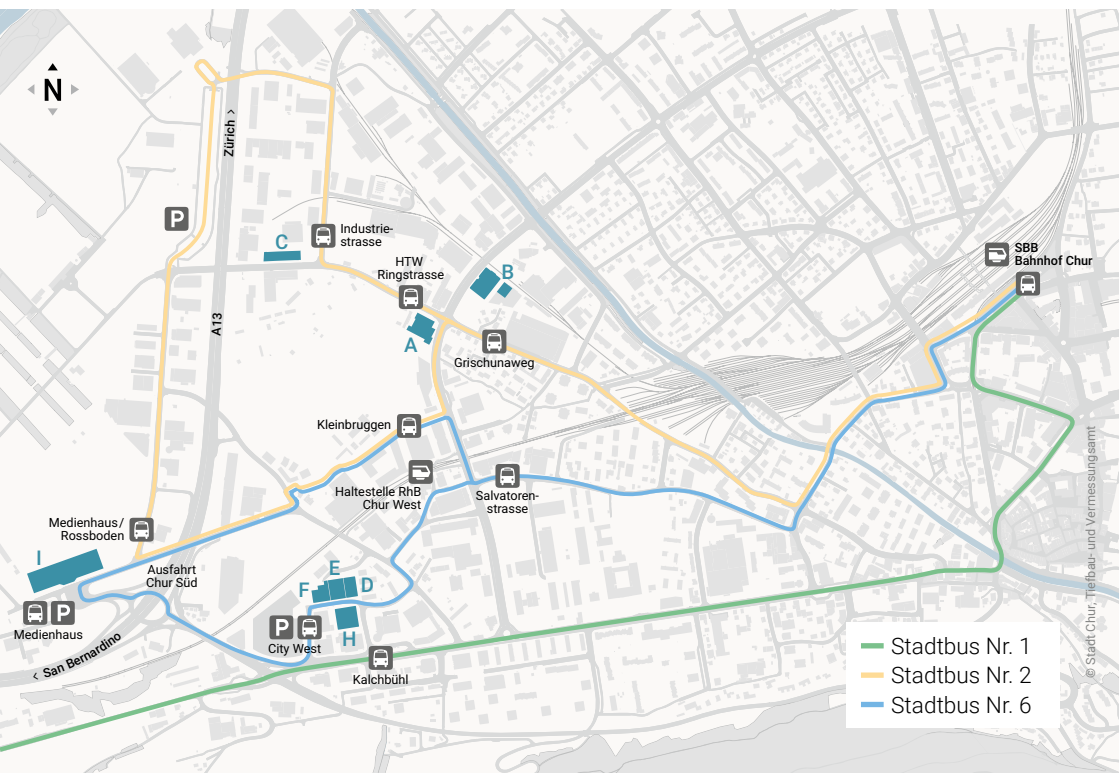 N
Zürich >
P
C
Industrie-
strasse
HTW
Ringstrasse
B
SBB
Bahnhof Chur
A13
A
Grischunaweg
Kleinbruggen
Haltestelle RhB
Chur West
Salvatoren-
strasse
Medienhaus/
Rossboden
I
Ausfahrt
Chur Süd
E
F
D
H
P
Medienhaus
P
City West
< San Bernardino
Kalchbühl
Stadtbus Nr. 1
Stadtbus Nr. 2
Stadtbus Nr. 6
© Stadt Chur, Tiefbau- und Vermessungsamt